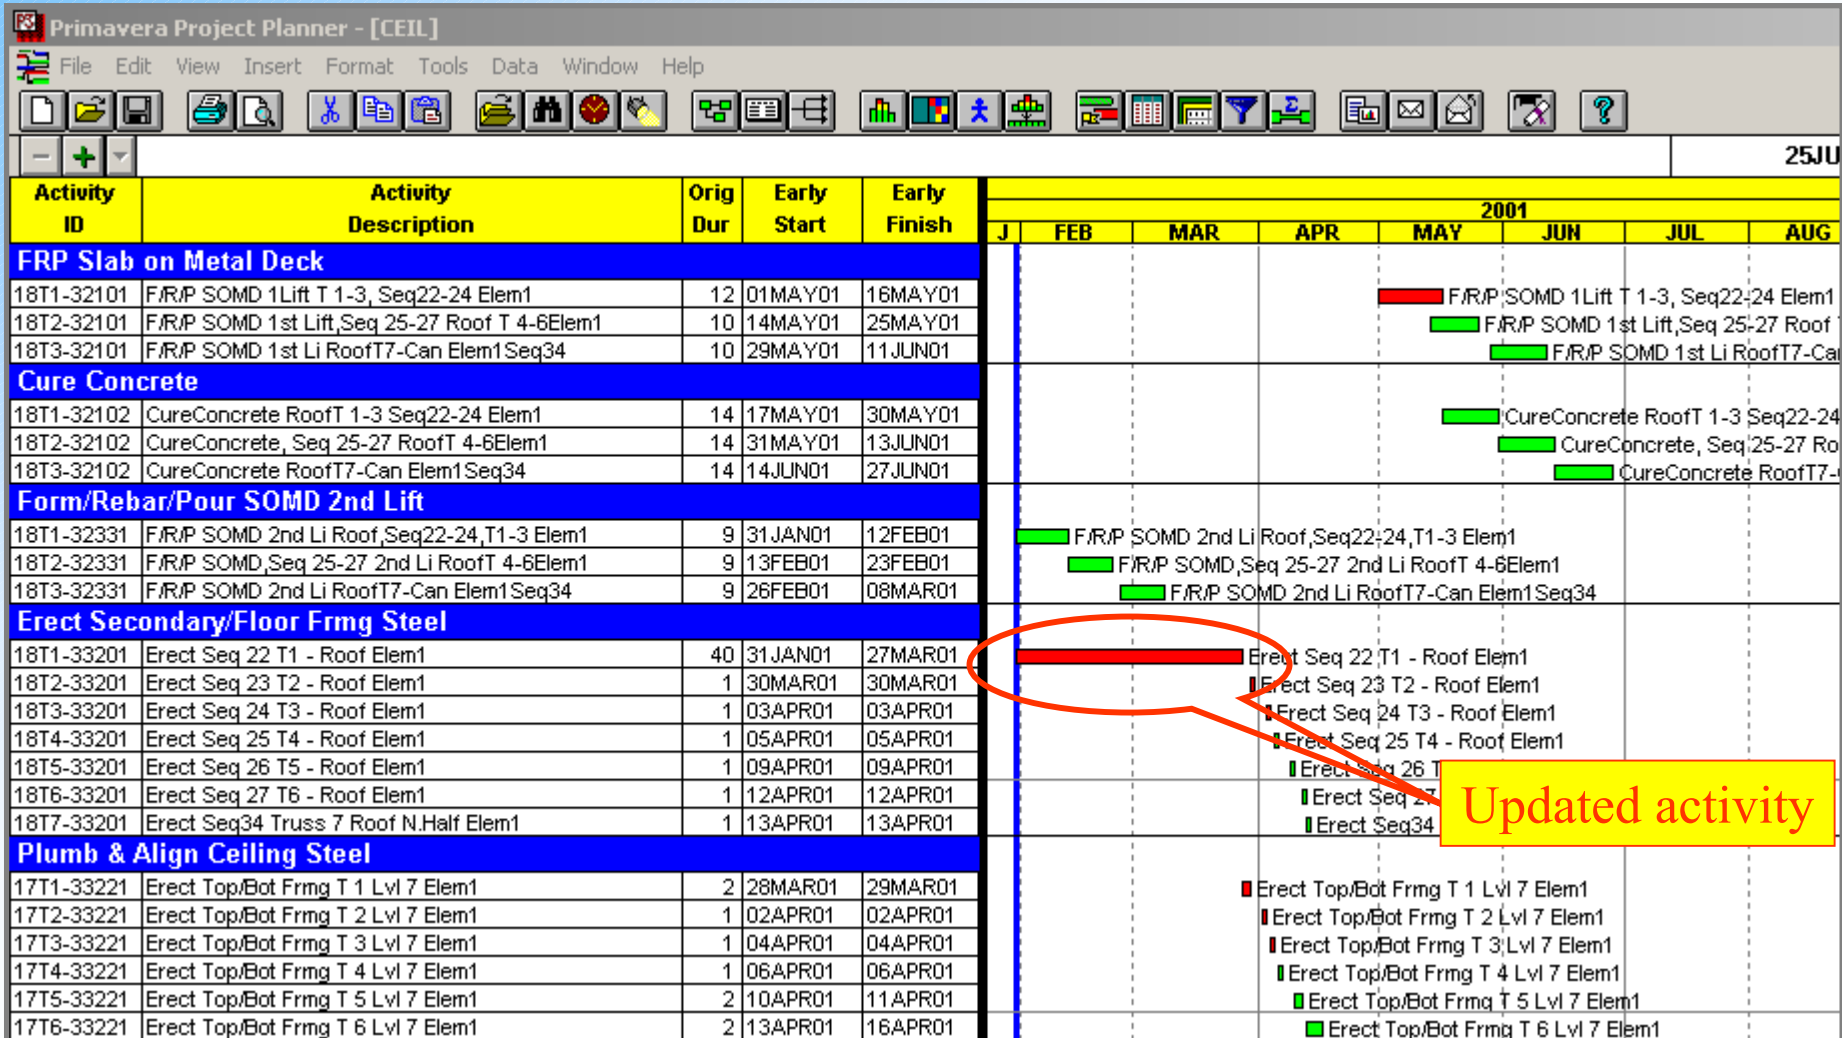 Primavera Project Planner - [CEIL]
File Edit View Insert Format Tools Data Window Help
25JU
Activity ID Activity Description Orig Dur Early Start Early Finish
2001
J FEB MAR APR MAY JUN JUL AUG
FRP Slab on Metal Deck
18T1-32101 F/R/P SOMD 1Lift T 1-3, Seq22-24 Elem1 12 01MAY01 16MAY01 F/R/P SOMD 1Lift T 1-3, Seq22-24 Elem1
18T2-32101 F/R/P SOMD 1st Lift,Seq 25-27 Roof T 4-6Elem1 10 14MAY01 25MAY01 F/R/P SOMD 1st Lift,Seq 25-27 Roof
18T3-32101 F/R/P SOMD 1st Li RoofT7-Can Elem1Seq34 10 29MAY01 11JUN01 F/R/P SOMD 1st Li RoofT7-Ca
Cure Concrete
18T1-32102 CureConcrete RoofT 1-3 Seq22-24 Elem1 14 17MAY01 30MAY01 CureConcrete RoofT 1-3 Seq22-24
18T2-32102 CureConcrete, Seq 25-27 RoofT 4-6Elem1 14 31MAY01 13JUN01 CureConcrete, Seq 25-27 Ro
18T3-32102 CureConcrete RoofT7-Can Elem1Seq34 14 14JUN01 27JUN01 CureConcrete RoofT7-
Form/Rebar/Pour SOMD 2nd Lift
18T1-32331 F/R/P SOMD 2nd Li Roof,Seq22-24,T1-3 Elem1 9 31JAN01 12FEB01 F/R/P SOMD 2nd Li Roof,Seq22-24,T1-3 Elem1
18T2-32331 F/R/P SOMD,Seq 25-27 2nd Li RoofT 4-6Elem1 9 13FEB01 23FEB01 F/R/P SOMD,Seq 25-27 2nd Li RoofT 4-6Elem1
18T3-32331 F/R/P SOMD 2nd Li RoofT7-Can Elem1Seq34 9 26FEB01 08MAR01 F/R/P SOMD 2nd Li RoofT7-Can Elem1Seq34
Erect Secondary/Floor Frmg Steel
18T1-33201 Erect Seq 22 T1 - Roof Elem1 40 31JAN01 27MAR01 Erect Seq 22 T1 - Roof Elem1
18T2-33201 Erect Seq 23 T2 - Roof Elem1 1 30MAR01 30MAR01 Erect Seq 23 T2 - Roof Elem1
18T3-33201 Erect Seq 24 T3 - Roof Elem1 1 03APR01 03APR01 Erect Seq 24 T3 - Roof Elem1
18T4-33201 Erect Seq 25 T4 - Roof Elem1 1 05APR01 05APR01 Erect Seq 25 T4 - Roof Elem1
18T5-33201 Erect Seq 26 T5 - Roof Elem1 1 09APR01 09APR01 Erect Seq 26 T
18T6-33201 Erect Seq 27 T6 - Roof Elem1 1 12APR01 12APR01 Erect Seq 27
18T7-33201 Erect Seq34 Truss 7 Roof N.Half Elem1 1 13APR01 13APR01 Erect Seq34
Updated activity
Plumb & Align Ceiling Steel
17T1-33221 Erect Top/Bot Frmg T 1 Lvl 7 Elem1 2 28MAR01 29MAR01 Erect Top/Bot Frmg T 1 Lvl 7 Elem1
17T2-33221 Erect Top/Bot Frmg T 2 Lvl 7 Elem1 1 02APR01 02APR01 Erect Top/Bot Frmg T 2 Lvl 7 Elem1
17T3-33221 Erect Top/Bot Frmg T 3 Lvl 7 Elem1 1 04APR01 04APR01 Erect Top/Bot Frmg T 3 Lvl 7 Elem1
17T4-33221 Erect Top/Bot Frmg T 4 Lvl 7 Elem1 1 06APR01 06APR01 Erect Top/Bot Frmg T 4 Lvl 7 Elem1
17T5-33221 Erect Top/Bot Frmg T 5 Lvl 7 Elem1 2 10APR01 11APR01 Erect Top/Bot Frmg T 5 Lvl 7 Elem1
17T6-33221 Erect Top/Bot Frmg T 6 Lvl 7 Elem1 2 13APR01 16APR01 Erect Top/Bot Frmg T 6 Lvl 7 Elem1